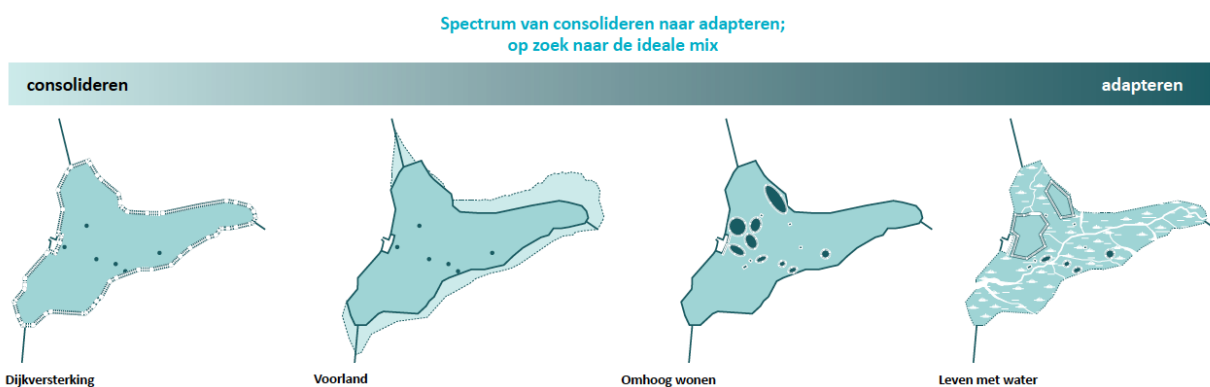 Spectrum van consolideren naar adapteren;
op zoek naar de ideale mix
consolideren
adapteren
Dijkversterking
Voorland
Omhoog wonen
Leven met water